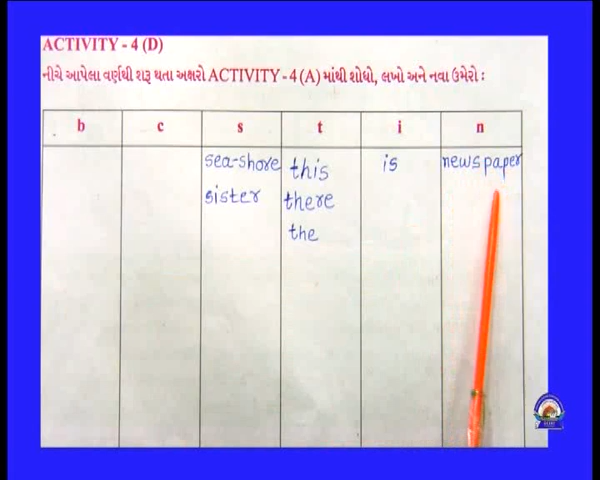 ACTIVITY - 4 (D)
નીચે આપેલા વર્ણથી શરૂ થતા અક્ષરો ACTIVITY - 4 (A) માંથી શોધો, લખો અને નવા ઉમેરો :
b c s t i n
sea-shore this is newspaper
sister there
the